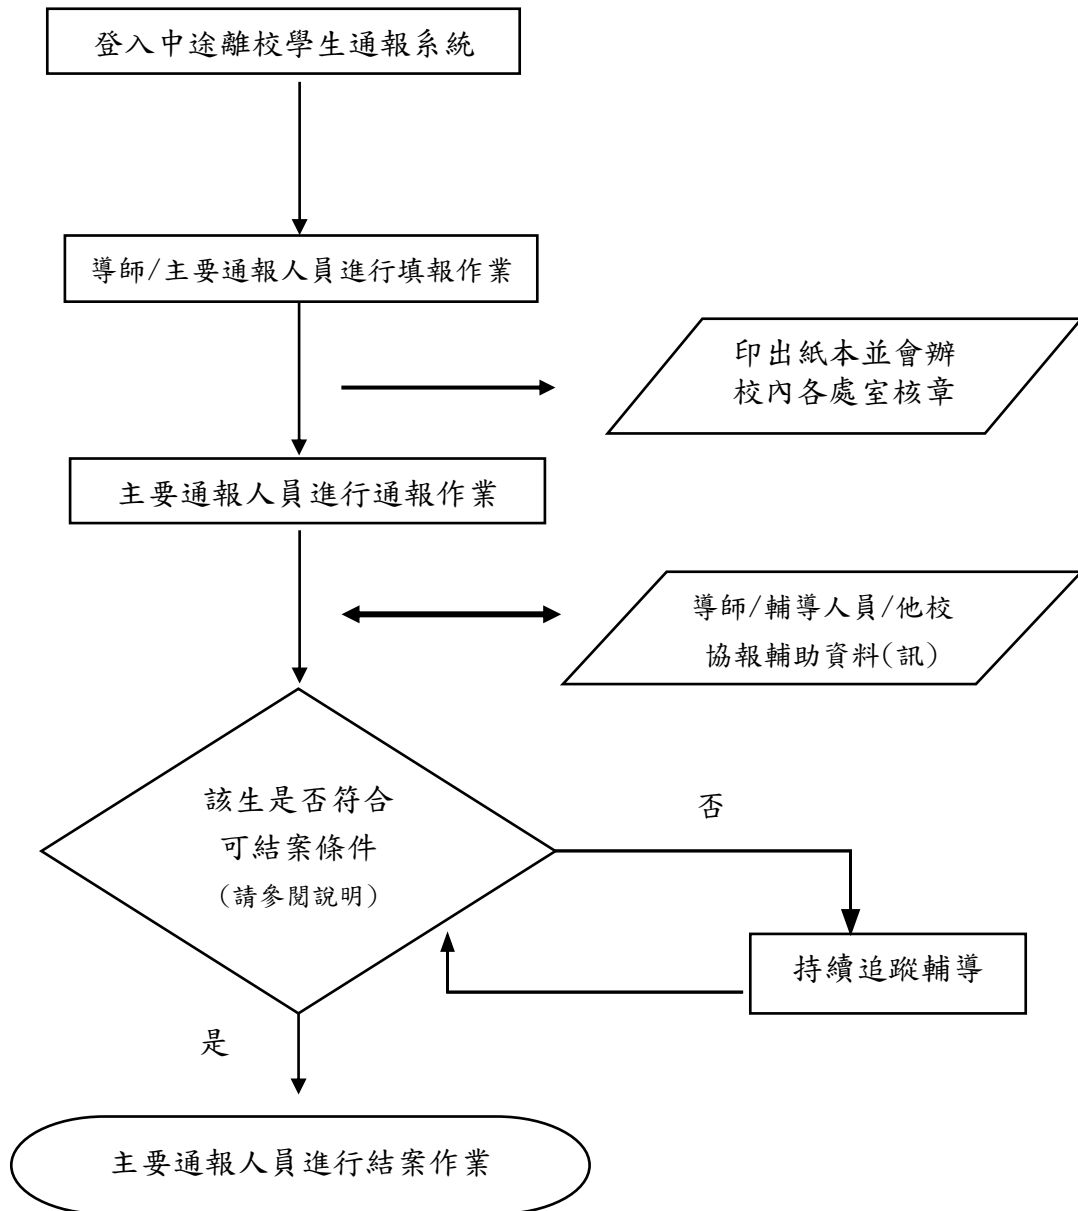 登入中途離校學生通報系統
導師/主要通報人員進行填報作業
印出紙本並會辦
校內各處室核章
主要通報人員進行通報作業
導師/輔導人員/他校
協報輔助資料(訊)
該生是否符合
可結案條件
(請參閱說明)
否
持續追蹤輔導
是
主要通報人員進行結案作業